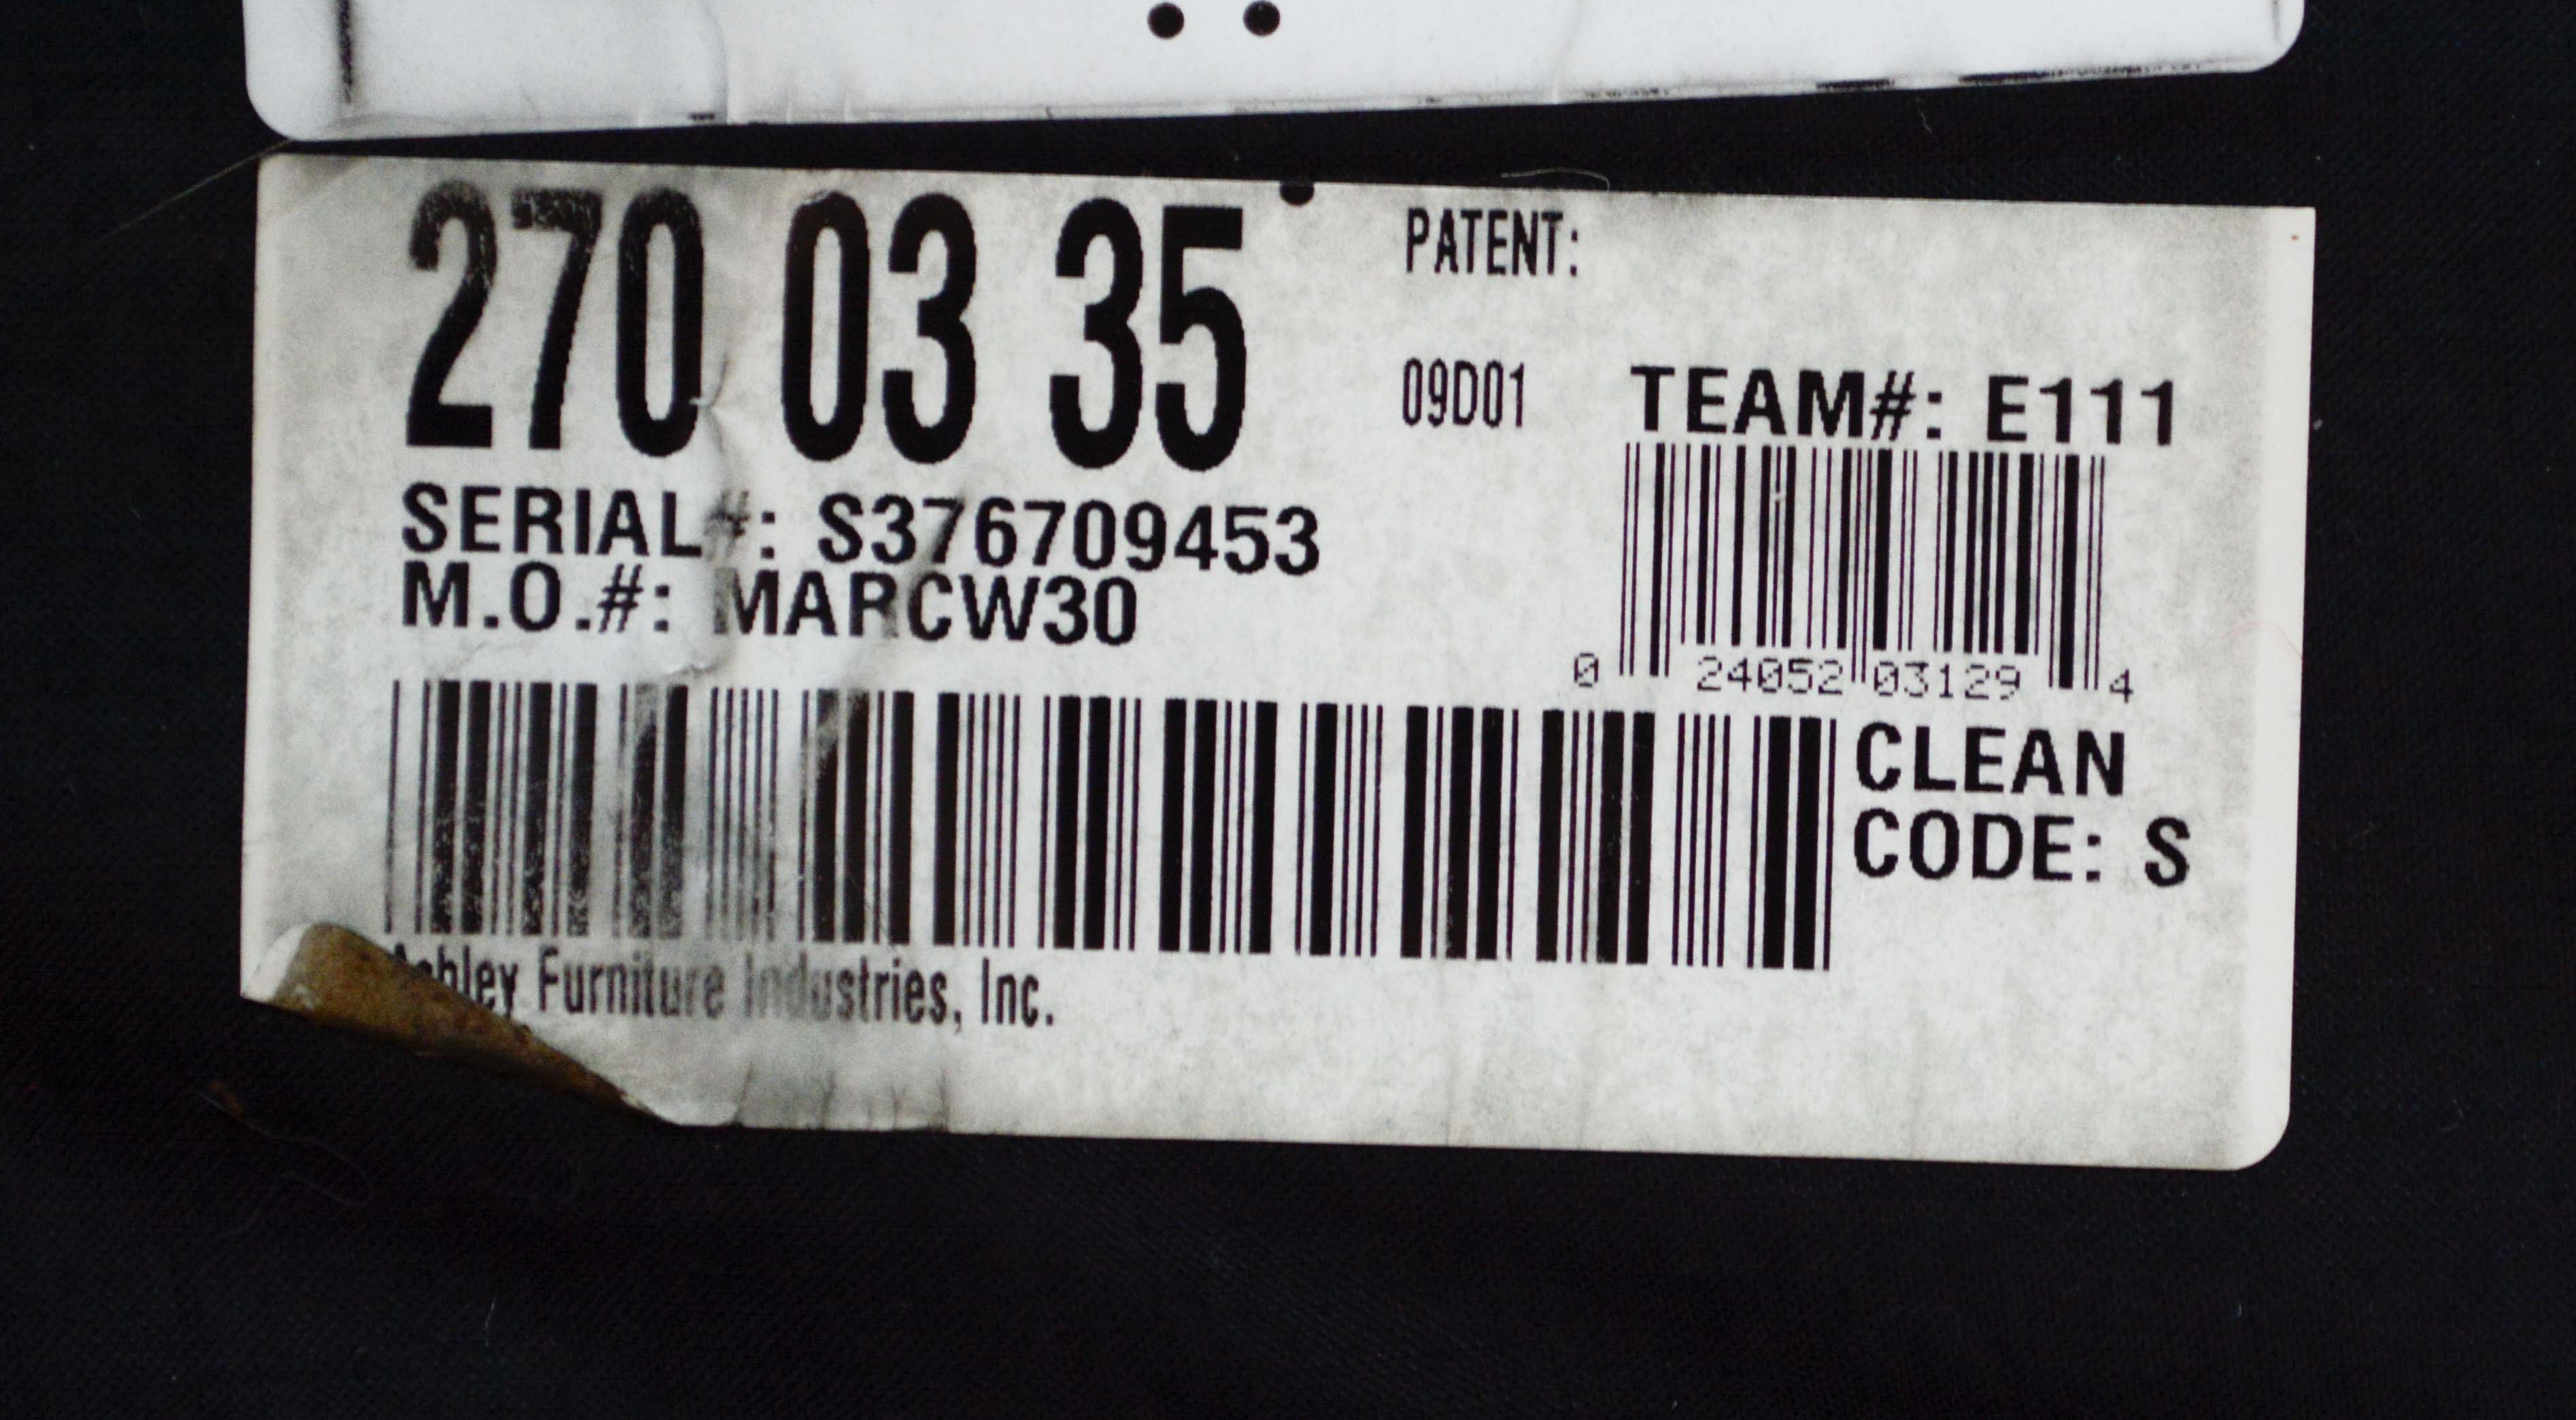 270 03 35
PATENT:
09D01
TEAM#: E111
SERIAL#: S376709453
M.O.#: MARCW30
0 24052 03129 4
CLEAN
CODE: S
Ashley Furniture Industries, Inc.